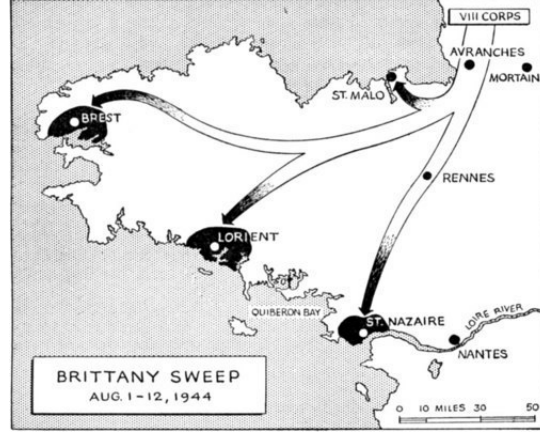 VIII CORPS
AVRANCHES
MORTAIN
ST. MALO
BREST
RENNES
LORIENT
QUIBERON BAY
ST. NAZAIRE
LOIRE RIVER
NANTES
BRITTANY SWEEP
AUG. 1-12, 1944
0 10 MILES 30 50